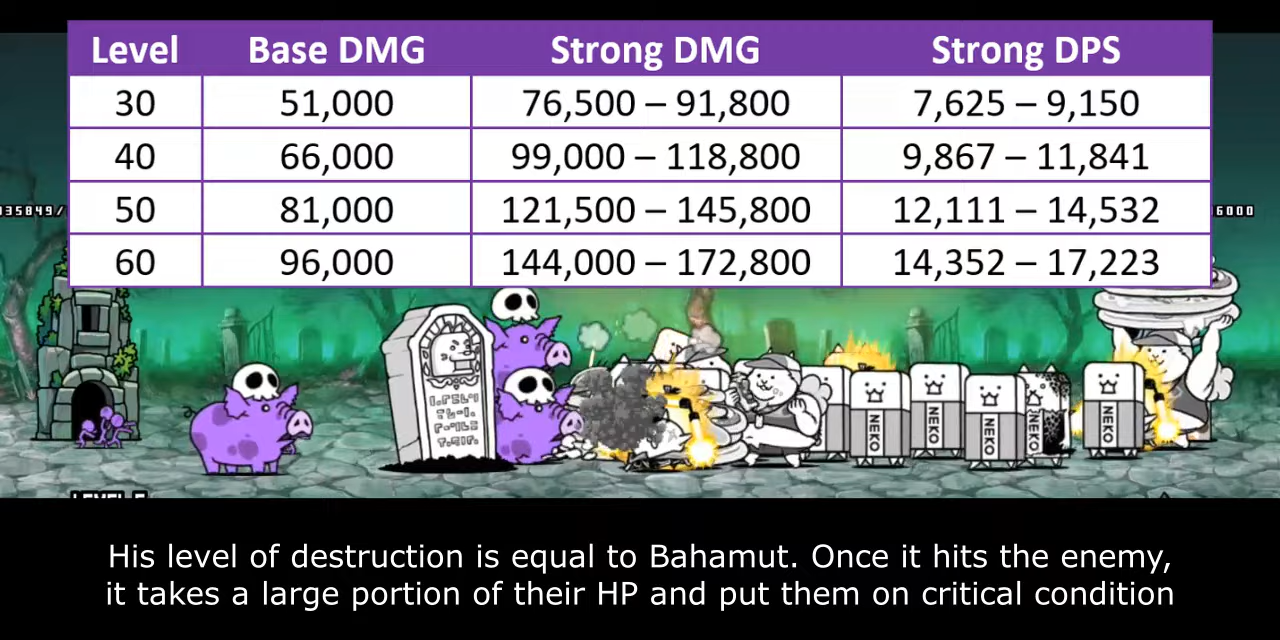 Level Base DMG Strong DMG Strong DPS
30 51,000 76,500 – 91,800 7,625 – 9,150
40 66,000 99,000 – 118,800 9,867 – 11,841
50 81,000 121,500 – 145,800 12,111 – 14,532
60 96,000 144,000 – 172,800 14,352 – 17,223
35849/
6000
NEKO
NEKO
NEKO
NEKO
NEKO
His level of destruction is equal to Bahamut. Once it hits the enemy,
it takes a large portion of their HP and put them on critical condition